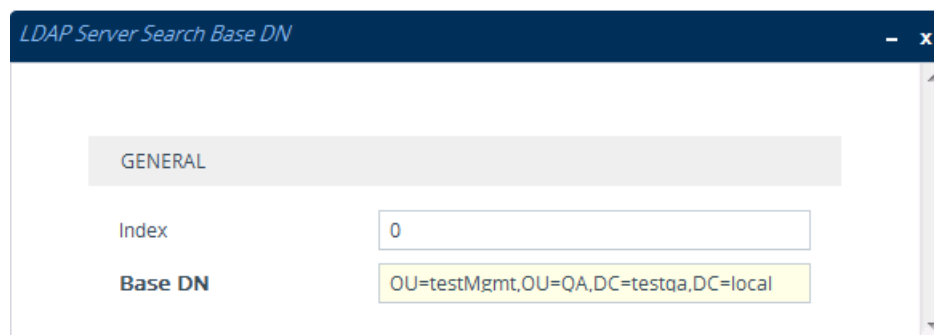 LDAP Server Search Base DN
GENERAL
Index 0
Base DN OU=testMgmt,OU=QA,DC=testqa,DC=local